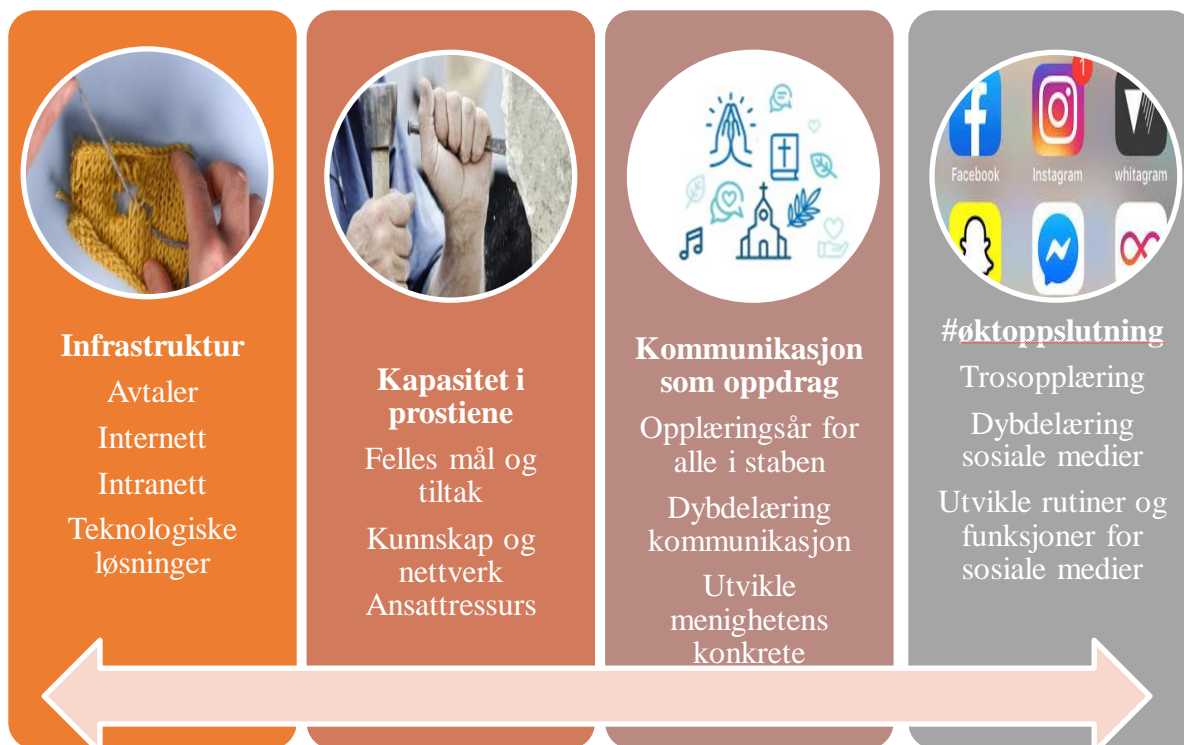 Infrastruktur
Avtaler
Internett
Intranett
Teknologiske
løsninger
Kapasitet i
prostiene
Felles mål og
tiltak
Kunnskap og
nettverk
Ansattressurs
Kommunikasjon
som oppdrag
Opplæringsår for
alle i staben
Dybdelæring
kommunikasjon
Utvikle
menighetens
konkrete
1
Facebook
Instagram
whitagram
#øktoppslutning
Trosopplæring
Dybdelæring
sosiale medier
Utvikle rutiner og
funksjoner for
sosiale medier